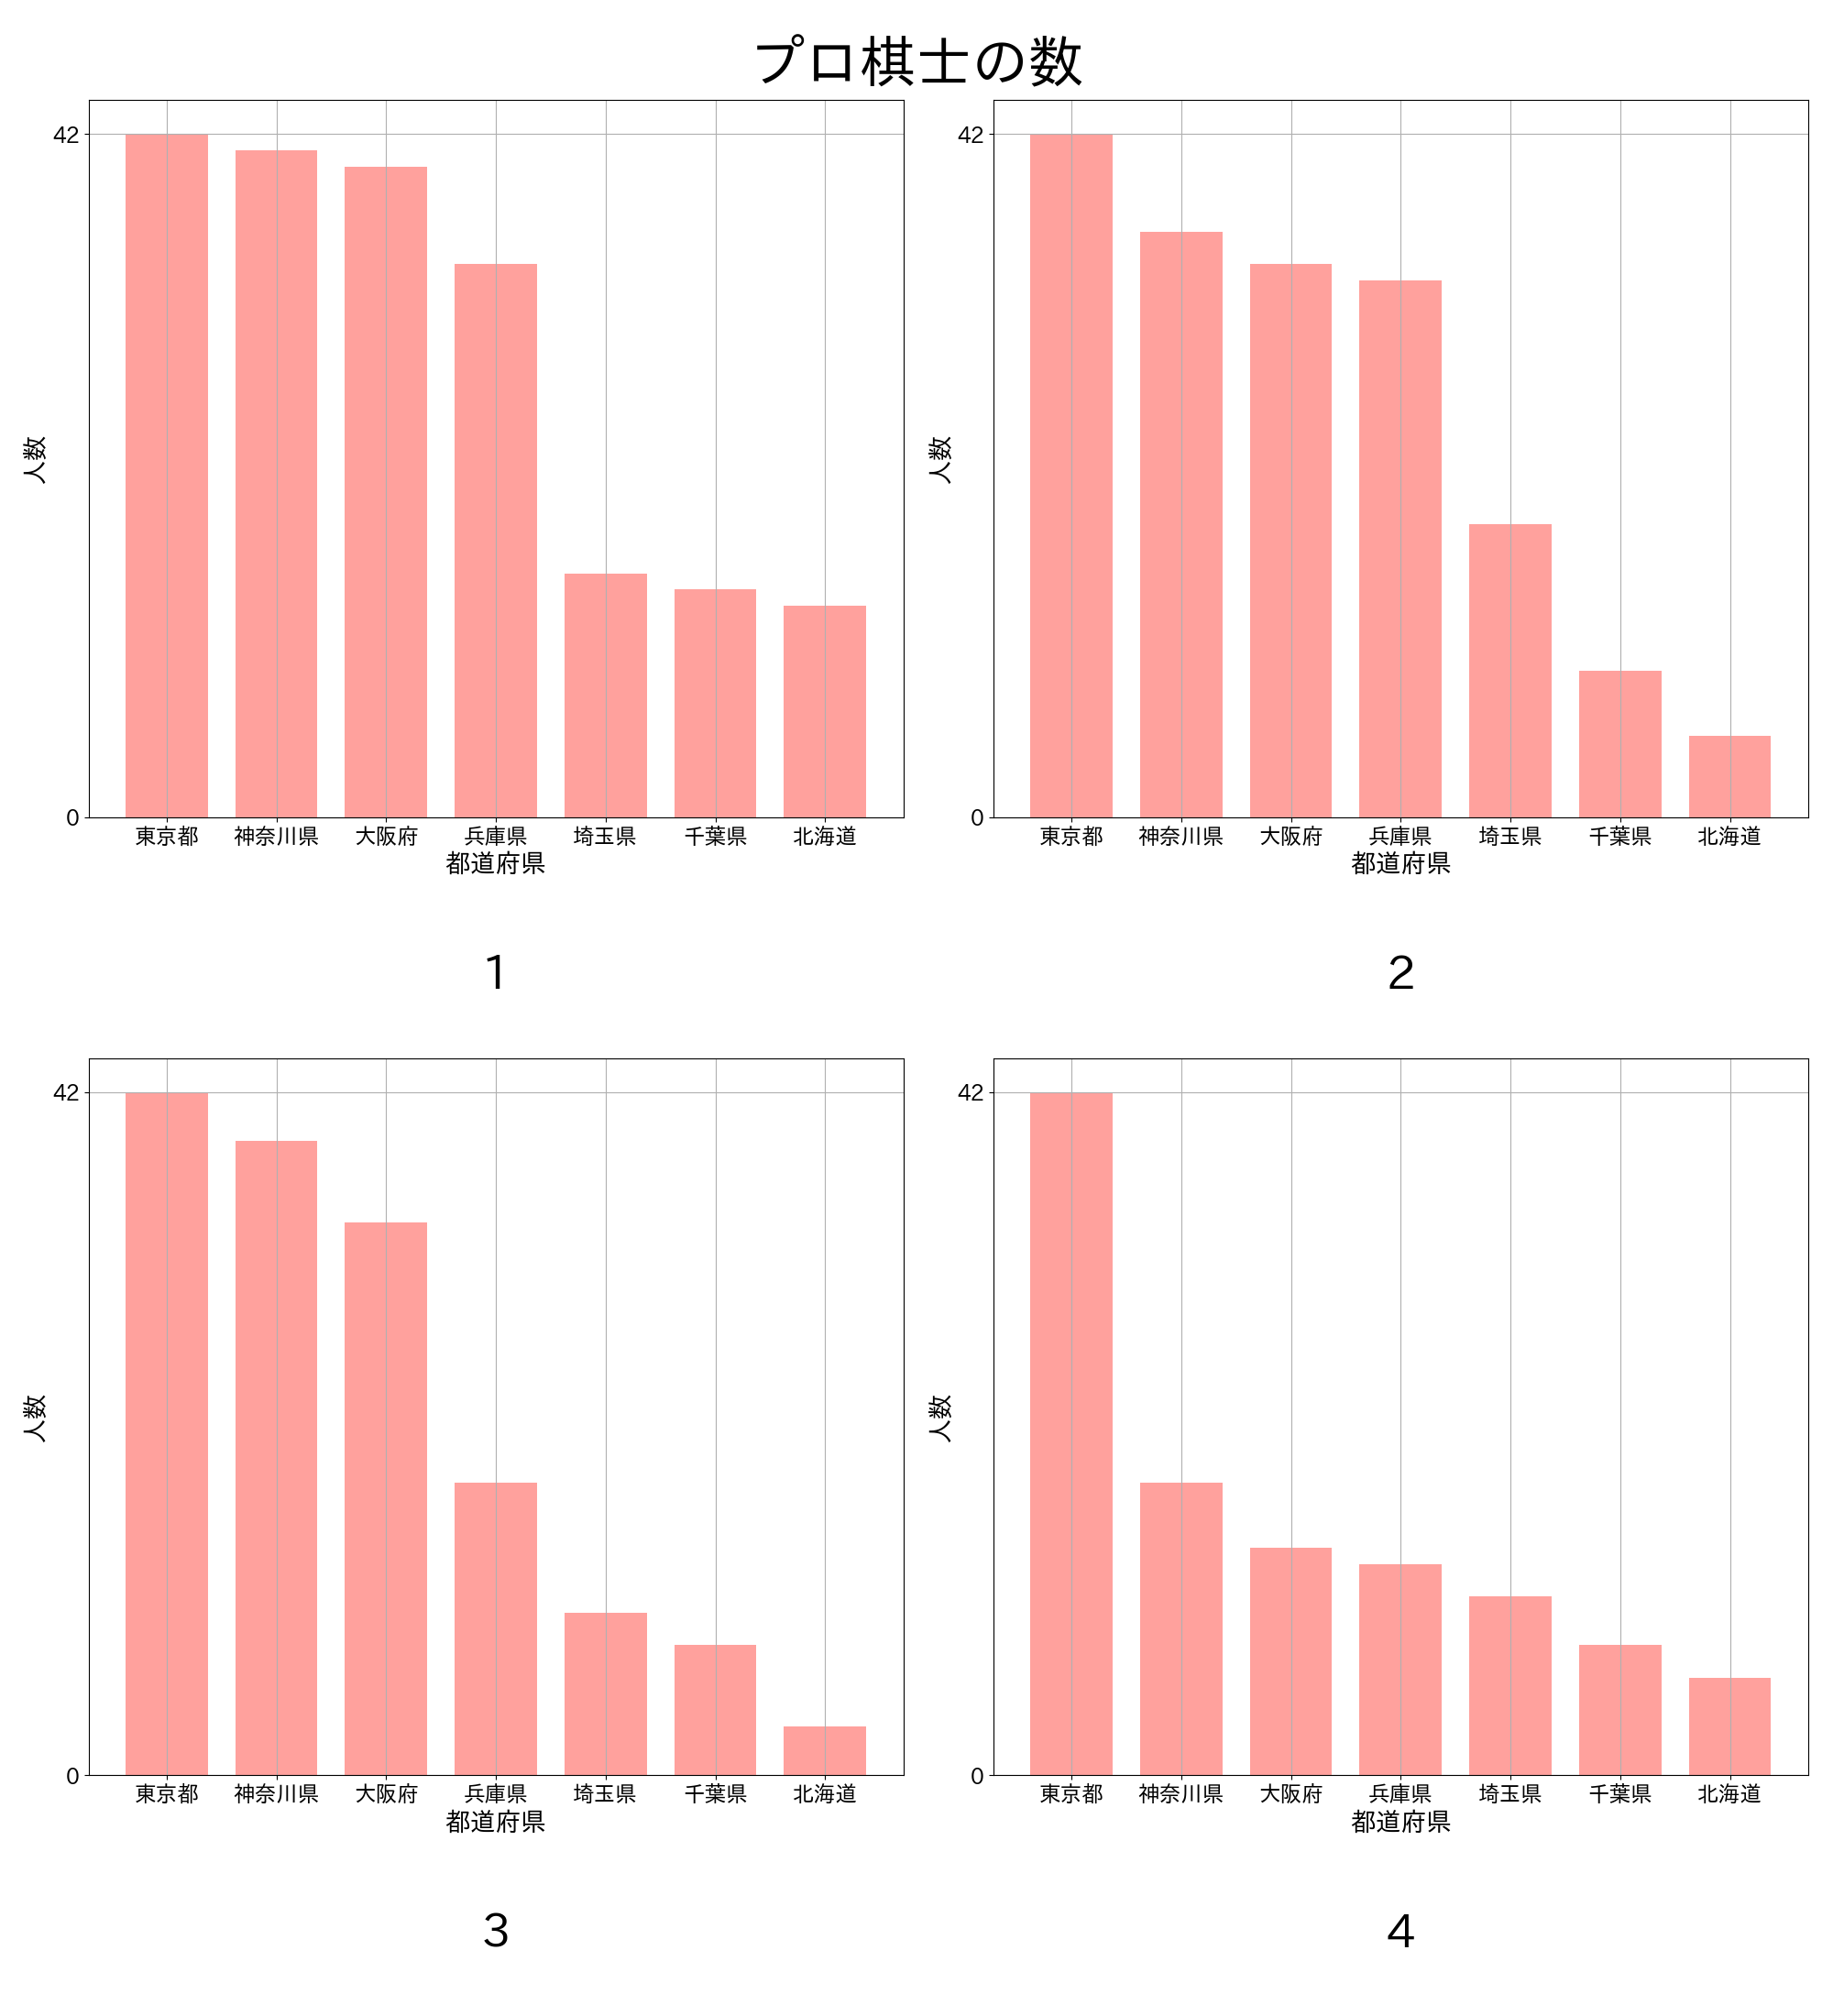 プロ棋士の数
42
0
人数
東京都 神奈川県 大阪府 兵庫県 埼玉県 千葉県 北海道
都道府県
1
42
0
人数
東京都 神奈川県 大阪府 兵庫県 埼玉県 千葉県 北海道
都道府県
2
42
0
人数
東京都 神奈川県 大阪府 兵庫県 埼玉県 千葉県 北海道
都道府県
3
42
0
人数
東京都 神奈川県 大阪府 兵庫県 埼玉県 千葉県 北海道
都道府県
4